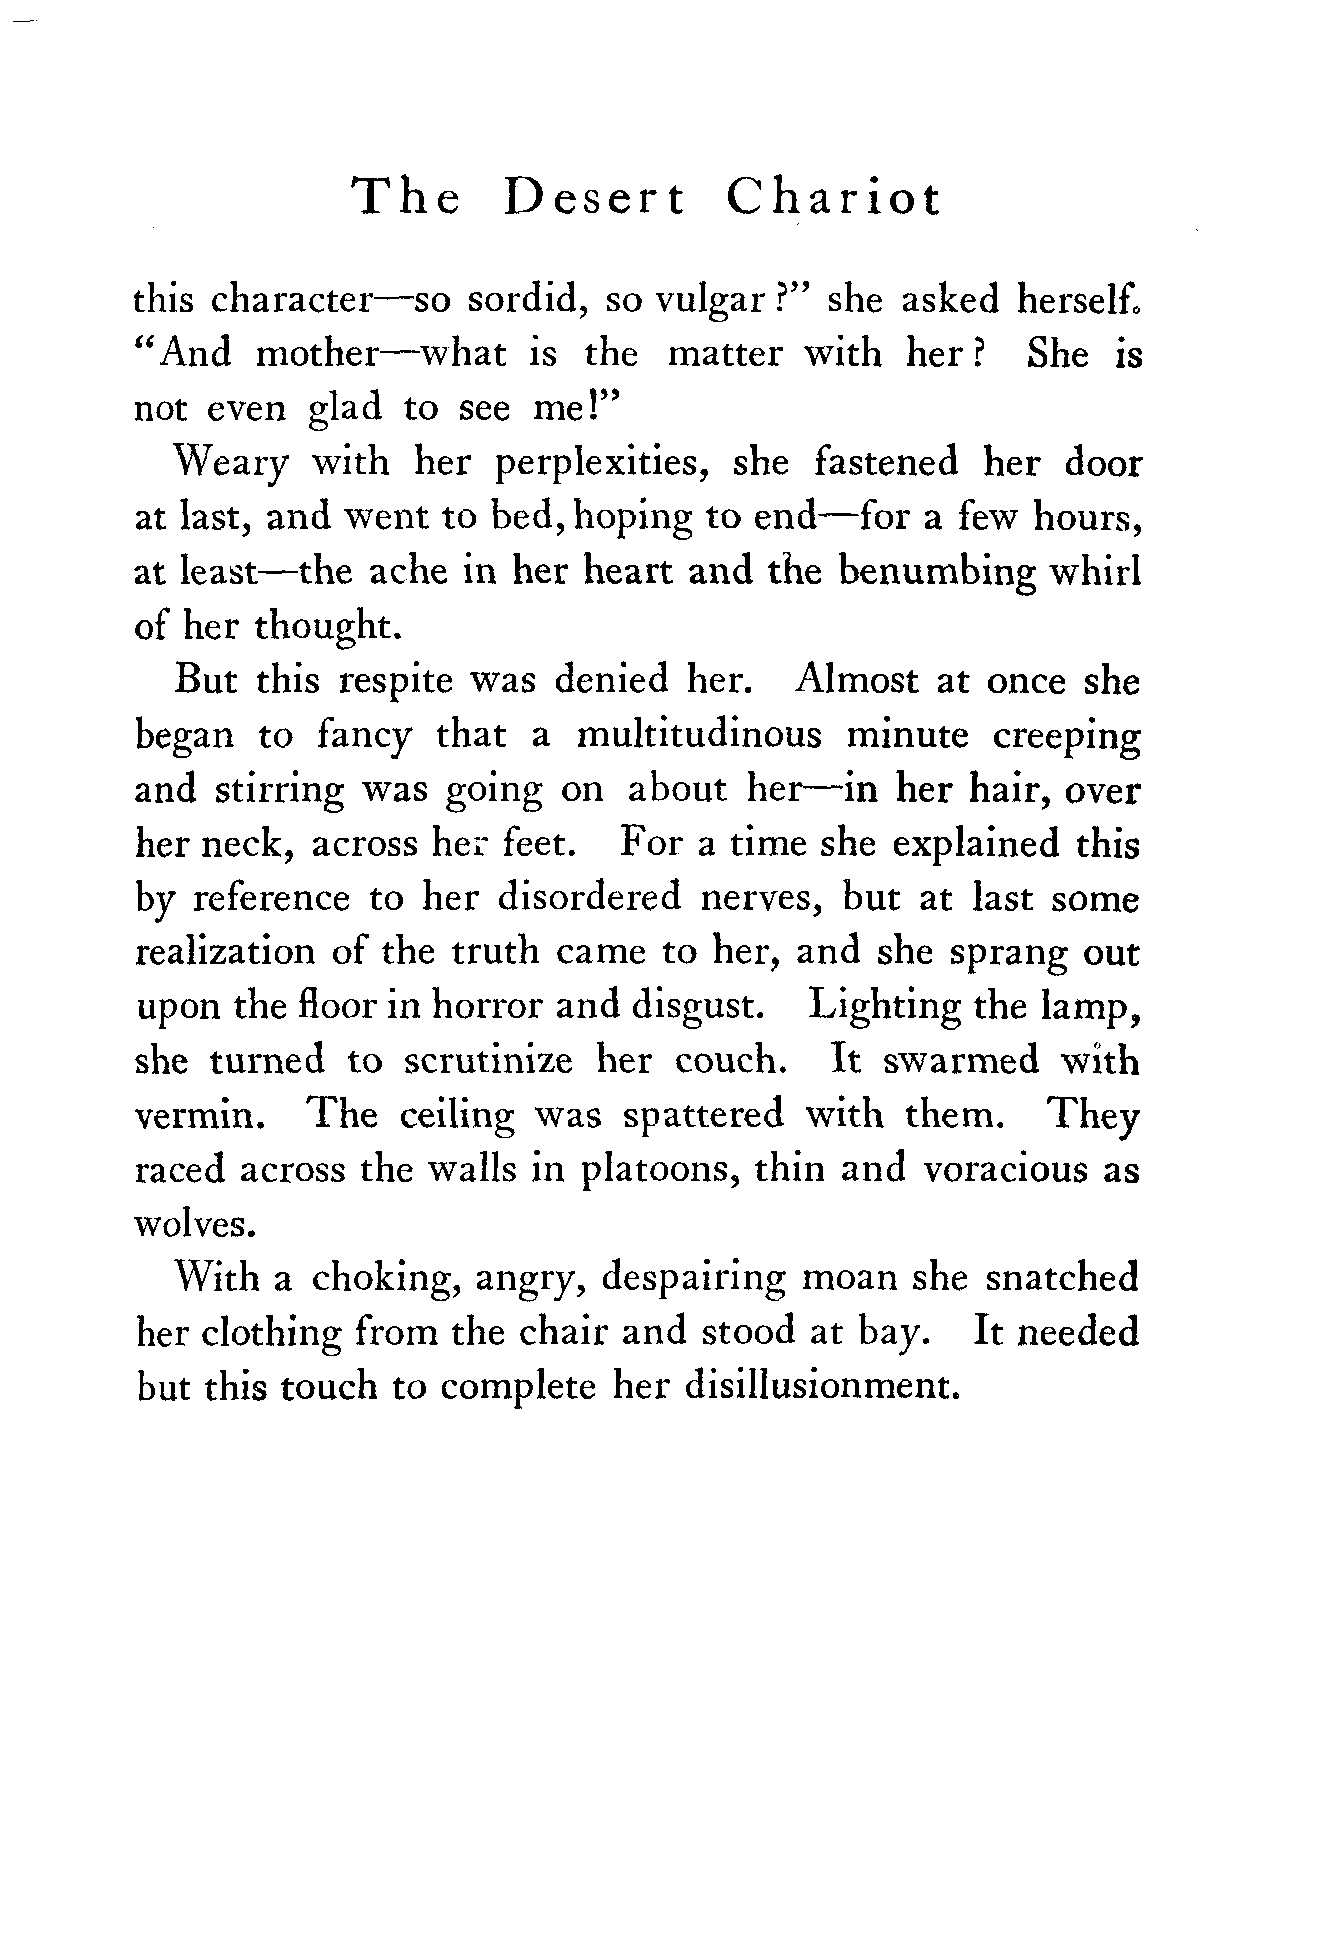 The Desert Chariot
this character—so sordid, so vulgar?” she asked herself.
“And mother—what is the matter with her? She is
not even glad to see me!”
Weary with her perplexities, she fastened her door
at last, and went to bed, hoping to end—for a few hours,
at least—the ache in her heart and the benumbing whirl
of her thought.
But this respite was denied her. Almost at once she
began to fancy that a multitudinous minute creeping
and stirring was going on about her—in her hair, over
her neck, across her feet. For a time she explained this
by reference to her disordered nerves, but at last some
realization of the truth came to her, and she sprang out
upon the floor in horror and disgust. Lighting the lamp,
she turned to scrutinize her couch. It swarmed with
vermin. The ceiling was spattered with them. They
raced across the walls in platoons, thin and voracious as
wolves.
With a choking, angry, despairing moan she snatched
her clothing from the chair and stood at bay. It needed
but this touch to complete her disillusionment.